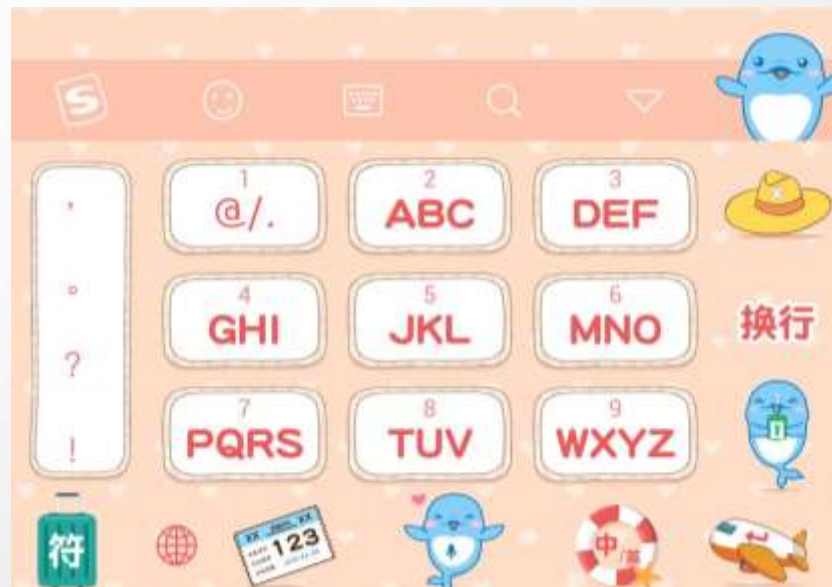 S
,
。
?
!
1
@/.
2
ABC
3
DEF
4
GHI
5
JKL
6
MNO
换行
7
PQRS
8
TUV
9
WXYZ
符
123
中/英